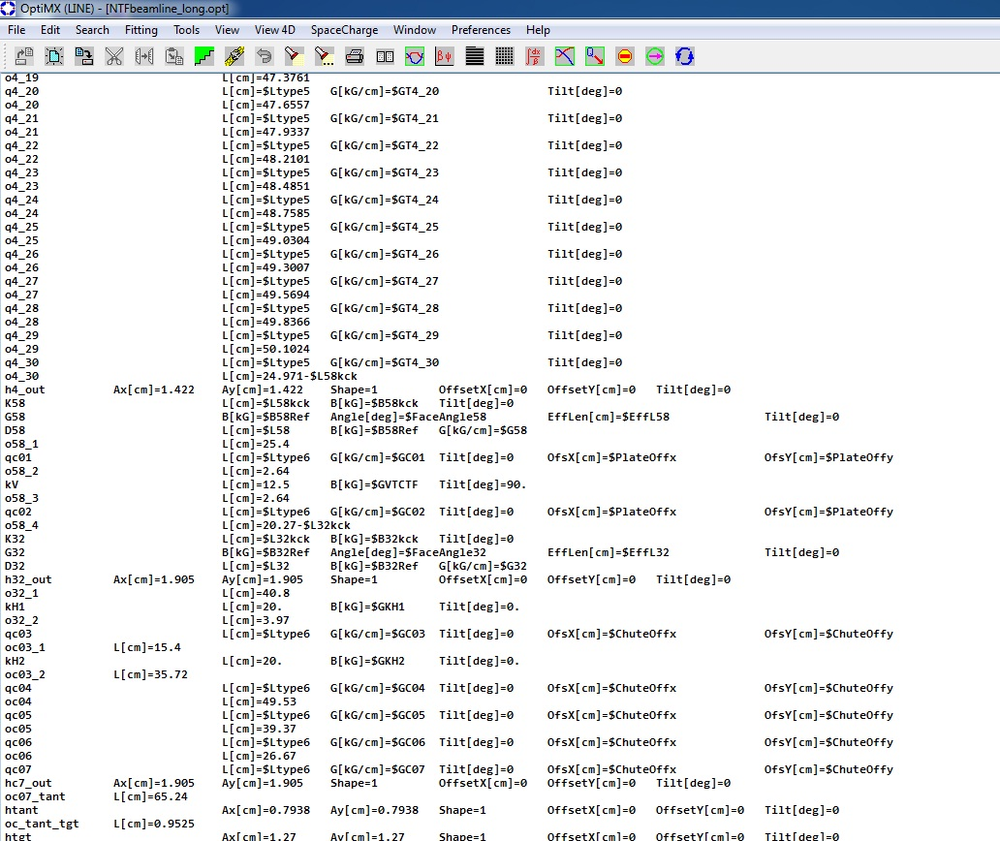 OptiMX (LINE) - [NTFbeamline_long.opt]
File Edit Search Fitting Tools View View 4D SpaceCharge Window Preferences Help
o4_19 L[cm]=47.3761
q4_20 L[cm]=$Ltype5 G[kG/cm]=$GT4_20 Tilt[deg]=0
o4_20 L[cm]=47.6557
q4_21 L[cm]=$Ltype5 G[kG/cm]=$GT4_21 Tilt[deg]=0
o4_21 L[cm]=47.9337
q4_22 L[cm]=$Ltype5 G[kG/cm]=$GT4_22 Tilt[deg]=0
o4_22 L[cm]=48.2101
q4_23 L[cm]=$Ltype5 G[kG/cm]=$GT4_23 Tilt[deg]=0
o4_23 L[cm]=48.4851
q4_24 L[cm]=$Ltype5 G[kG/cm]=$GT4_24 Tilt[deg]=0
o4_24 L[cm]=48.7585
q4_25 L[cm]=$Ltype5 G[kG/cm]=$GT4_25 Tilt[deg]=0
o4_25 L[cm]=49.0304
q4_26 L[cm]=$Ltype5 G[kG/cm]=$GT4_26 Tilt[deg]=0
o4_26 L[cm]=49.3007
q4_27 L[cm]=$Ltype5 G[kG/cm]=$GT4_27 Tilt[deg]=0
o4_27 L[cm]=49.5694
q4_28 L[cm]=$Ltype5 G[kG/cm]=$GT4_28 Tilt[deg]=0
o4_28 L[cm]=49.8366
q4_29 L[cm]=$Ltype5 G[kG/cm]=$GT4_29 Tilt[deg]=0
o4_29 L[cm]=50.1024
q4_30 L[cm]=$Ltype5 G[kG/cm]=$GT4_30 Tilt[deg]=0
o4_30 L[cm]=24.971-$L58kck
h4_out Ax[cm]=1.422 Ay[cm]=1.422 Shape=1 OffsetX[cm]=0 OffsetY[cm]=0 Tilt[deg]=0
K58 L[cm]=$L58kck B[kG]=$B58kck Tilt[deg]=0
G58 B[kG]=$B58Ref Angle[deg]=$FaceAngle58 EffLen[cm]=$EffL58 Tilt[deg]=0
D58 L[cm]=$L58 B[kG]=$B58Ref G[kG/cm]=$G58
o58_1 L[cm]=25.4
qc01 L[cm]=$Ltype6 G[kG/cm]=$GC01 Tilt[deg]=0 OfsX[cm]=$PlateOffx OfsY[cm]=$PlateOffy
o58_2 L[cm]=2.64
kV L[cm]=12.5 B[kG]=$GVTCTF Tilt[deg]=90.
o58_3 L[cm]=2.64
qc02 L[cm]=$Ltype6 G[kG/cm]=$GC02 Tilt[deg]=0 OfsX[cm]=$PlateOffx OfsY[cm]=$PlateOffy
o58_4 L[cm]=20.27-$L32kck
K32 L[cm]=$L32kck B[kG]=$B32kck Tilt[deg]=0
G32 B[kG]=$B32Ref Angle[deg]=$FaceAngle32 EffLen[cm]=$EffL32 Tilt[deg]=0
D32 L[cm]=$L32 B[kG]=$B32Ref G[kG/cm]=$G32
h32_out Ax[cm]=1.905 Ay[cm]=1.905 Shape=1 OffsetX[cm]=0 OffsetY[cm]=0 Tilt[deg]=0
o32_1 L[cm]=40.8
kH1 L[cm]=20. B[kG]=$GKH1 Tilt[deg]=0.
o32_2 L[cm]=3.97
qc03 L[cm]=$Ltype6 G[kG/cm]=$GC03 Tilt[deg]=0 OfsX[cm]=$ChuteOffx OfsY[cm]=$ChuteOffy
oc03_1 L[cm]=15.4
kH2 L[cm]=20. B[kG]=$GKH2 Tilt[deg]=0.
oc03_2 L[cm]=35.72
qc04 L[cm]=$Ltype6 G[kG/cm]=$GC04 Tilt[deg]=0 OfsX[cm]=$ChuteOffx OfsY[cm]=$ChuteOffy
oc04 L[cm]=49.53
qc05 L[cm]=$Ltype6 G[kG/cm]=$GC05 Tilt[deg]=0 OfsX[cm]=$ChuteOffx OfsY[cm]=$ChuteOffy
oc05 L[cm]=39.37
qc06 L[cm]=$Ltype6 G[kG/cm]=$GC06 Tilt[deg]=0 OfsX[cm]=$ChuteOffx OfsY[cm]=$ChuteOffy
oc06 L[cm]=26.67
qc07 L[cm]=$Ltype6 G[kG/cm]=$GC07 Tilt[deg]=0 OfsX[cm]=$ChuteOffx OfsY[cm]=$ChuteOffy
hc7_out Ax[cm]=1.905 Ay[cm]=1.905 Shape=1 OffsetX[cm]=0 OffsetY[cm]=0 Tilt[deg]=0
oc07_tant L[cm]=65.24
htant Ax[cm]=0.7938 Ay[cm]=0.7938 Shape=1 OffsetX[cm]=0 OffsetY[cm]=0 Tilt[deg]=0
oc_tant_tgt L[cm]=0.9525
htgt Ax[cm]=1.27 Ay[cm]=1.27 Shape=1 OffsetX[cm]=0 OffsetY[cm]=0 Tilt[deg]=0